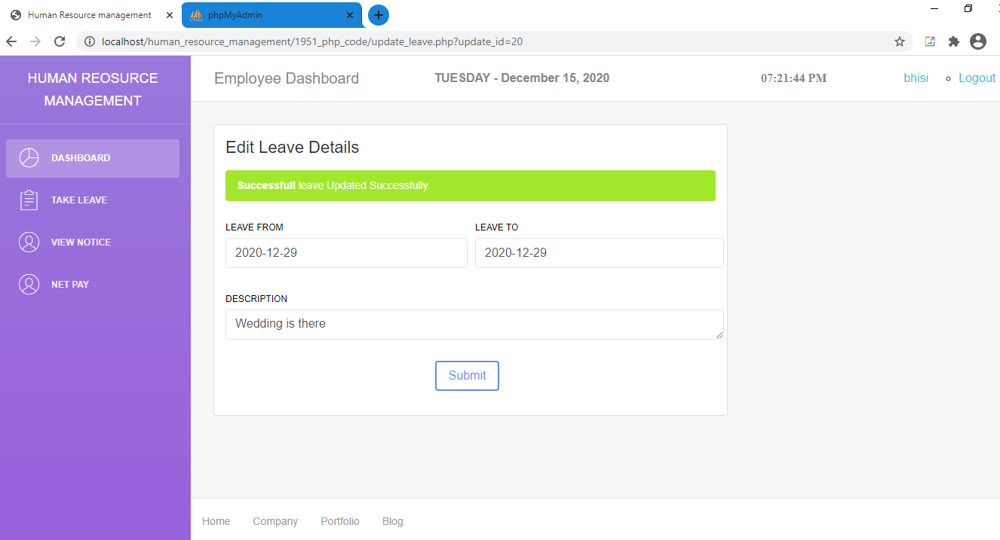 Human Resource management
phpMyAdmin
localhost/human_resource_management/1951_php_code/update_leave.php?update_id=20
HUMAN REOSURCE
MANAGEMENT
Employee Dashboard
TUESDAY - December 15, 2020
07:21:44 PM
bhisi
Logout
DASHBOARD
TAKE LEAVE
VIEW NOTICE
NET PAY
Edit Leave Details
Successfull leave Updated Successfully.
LEAVE FROM
LEAVE TO
2020-12-29
2020-12-29
DESCRIPTION
Wedding is there
Submit
Home
Company
Portfolio
Blog